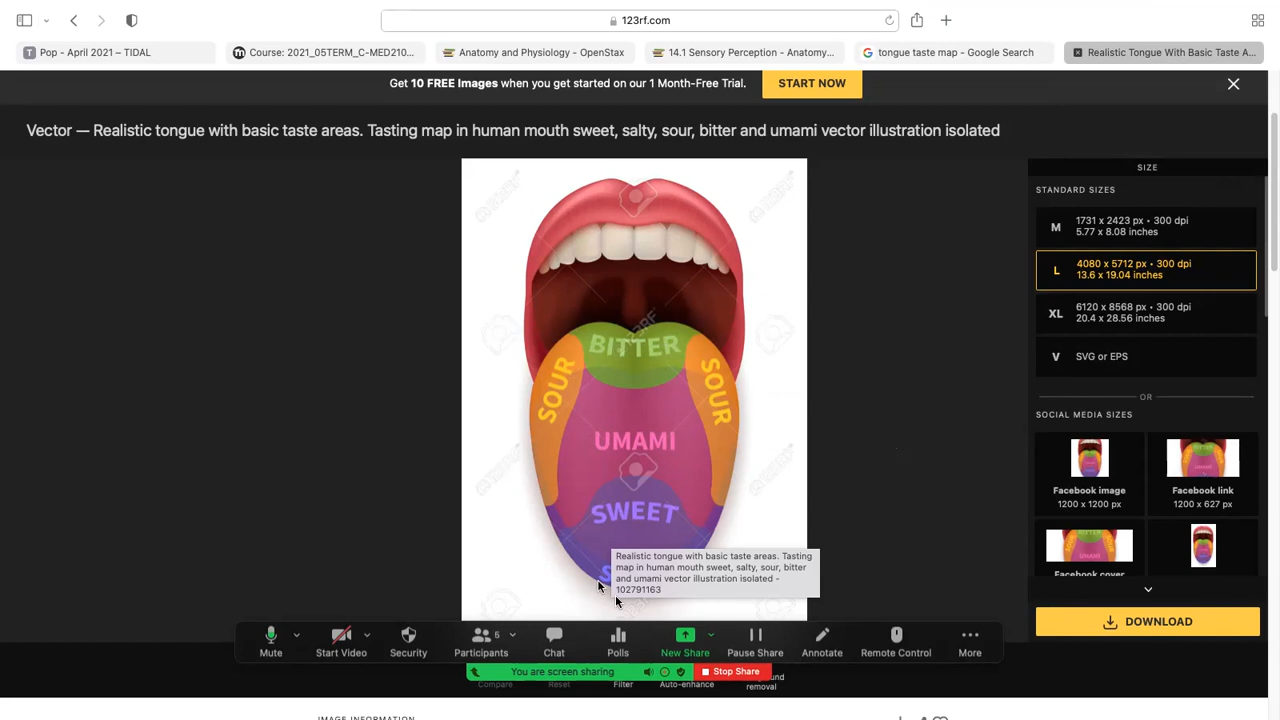 123rf.com
Pop - April 2021 – TIDAL
Course: 2021_05TERM_C-MED210...
Anatomy and Physiology - OpenStax
14.1 Sensory Perception - Anatomy...
tongue taste map - Google Search
Realistic Tongue With Basic Taste A...
Get 10 FREE Images when you get started on our 1 Month-Free Trial.
START NOW
Vector — Realistic tongue with basic taste areas. Tasting map in human mouth sweet, salty, sour, bitter and umami vector illustration isolated
SIZE
STANDARD SIZES
M
1731 x 2423 px • 300 dpi
5.77 x 8.08 inches
L
4080 x 5712 px • 300 dpi
13.6 x 19.04 inches
XL
6120 x 8568 px • 300 dpi
20.4 x 28.56 inches
V
SVG or EPS
OR
SOCIAL MEDIA SIZES
Facebook image
1200 x 1200 px
Facebook link
1200 x 627 px
Facebook cover
DOWNLOAD
123RF
BITTER
SOUR
SOUR
UMAMI
SWEET
Realistic tongue with basic taste areas. Tasting
map in human mouth sweet, salty, sour, bitter
and umami vector illustration isolated -
102791163
5
Mute
Start Video
Security
Participants
Chat
Polls
New Share
Pause Share
Annotate
Remote Control
More
You are screen sharing
Stop Share
Compare
Reset
Filter
Auto-enhance
removal
IMAGE INFORMATION